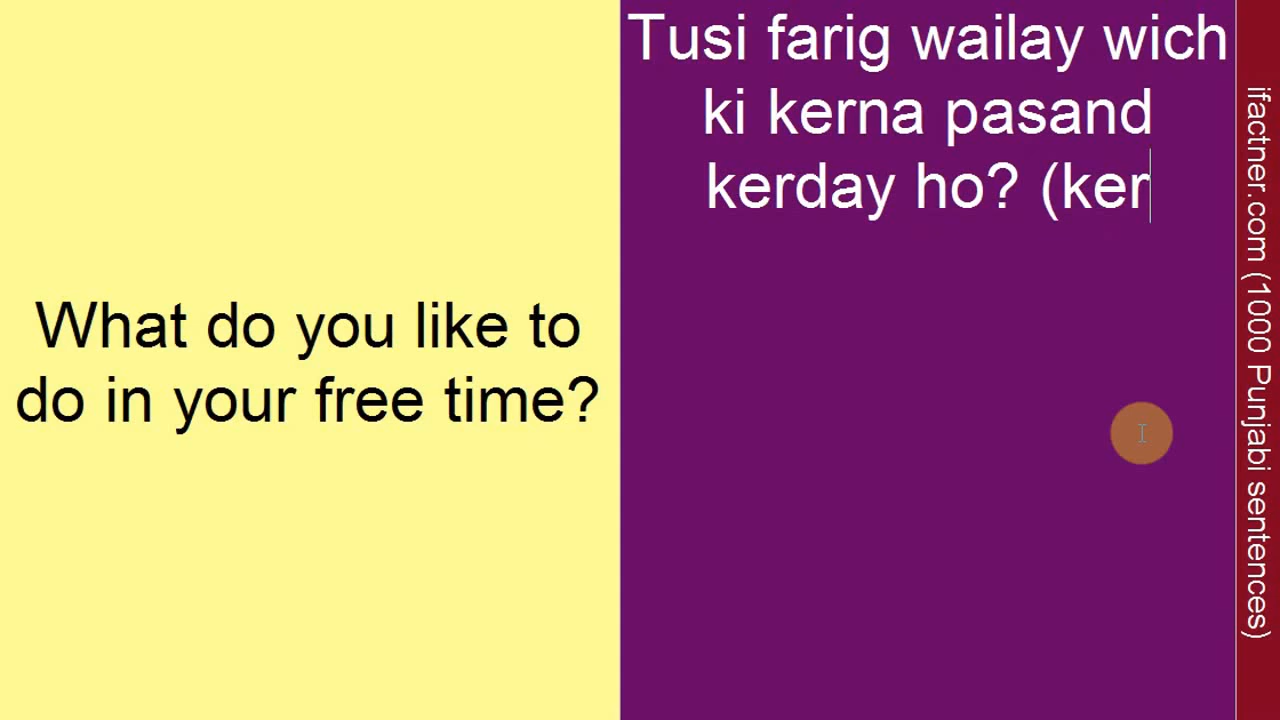 What do you like to
do in your free time?
Tusi farig wailay wich
ki kerna pasand
kerday ho? (ker
ifactner.com (1000 Punjabi sentences)